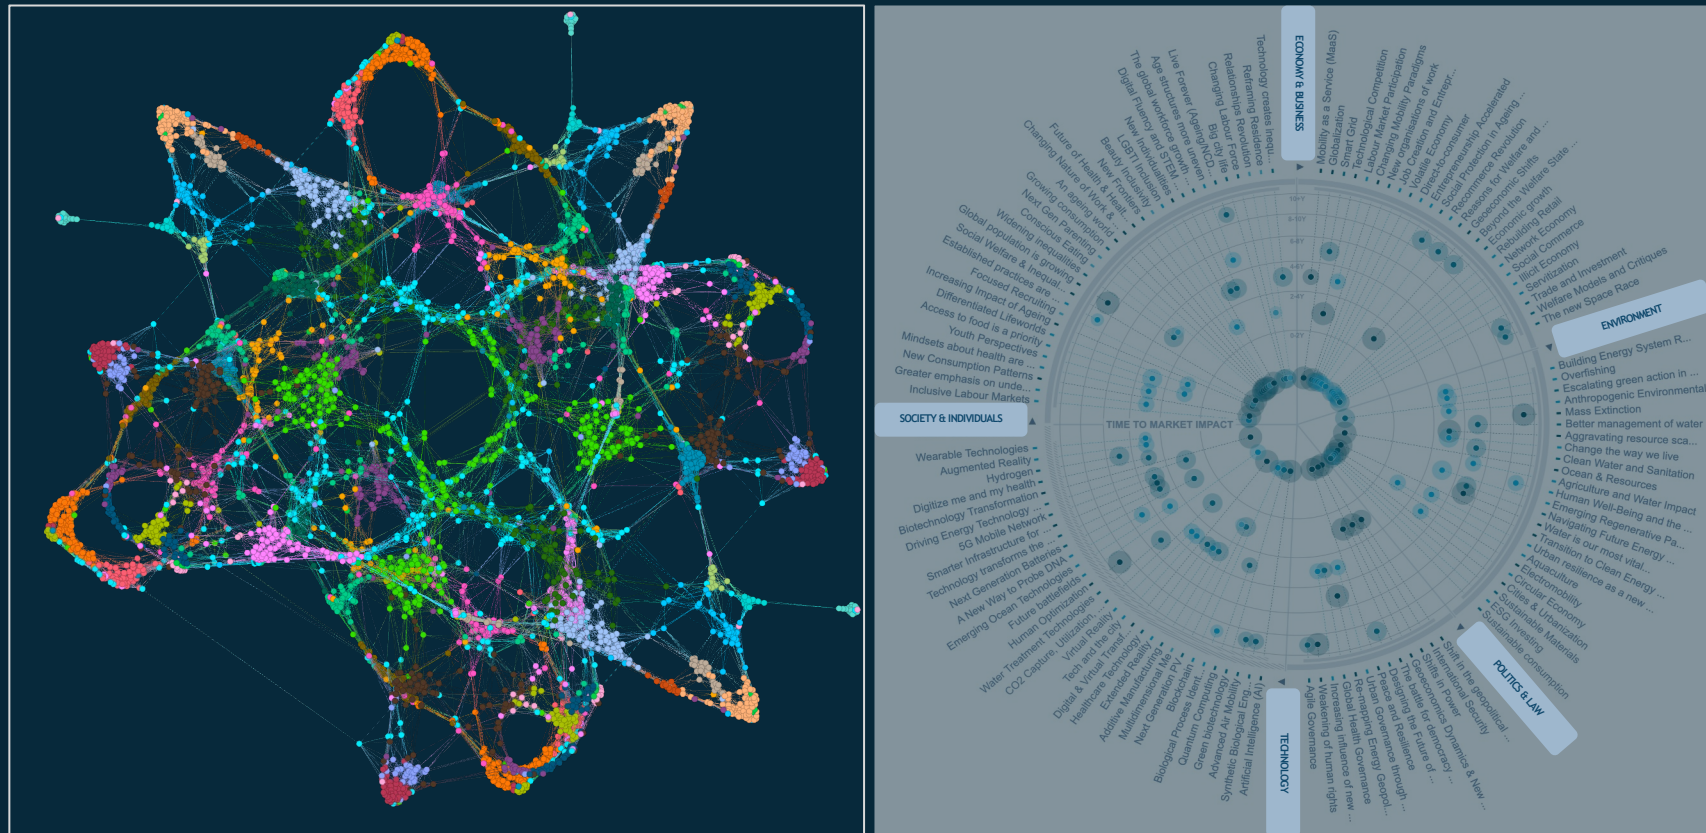 ECONOMY & BUSINESS
Mobility as a Service (MaaS)
Globalization
Smart Grid
Technological Competition
Labour Market Participation
Changing Mobility Paradigms
New organisations of work
Job Creation and Entrepr...
Volatile Economy
Direct-to-consumer
Entrepreneurship Accelerated
Social Protection in Ageing ...
Recommerce Revolution
Reasons for Welfare and ...
Geoeconomic Shifts
Beyond the Welfare State ...
Economic growth
Rebuilding Retail
Network Economy
Social Commerce
Illicit Economy
Servitization
Trade and Investment
Welfare Models and Critiques
The new Space Race
ENVIRONMENT
Building Energy System R...
Overfishing
Escalating green action in ...
Anthropogenic Environmental
Mass Extinction
Better management of water
Aggravating resource sca...
Change the way we live
Clean Water and Sanitation
Ocean & Resources
Agriculture and Water Impact
Human Well-Being and the ...
Emerging Regenerative Pa...
Navigating Future Energy ...
Water is our most vital...
Transition to Clean Energy ...
Urban resilience as a new ...
Aquaculture
Electromobility
Circular Economy
Cities & Urbanization
Sustainable Materials
ESG Investing
Sustainable consumption
POLITICS & LAW
Shift in the geopolitical ...
International Security
Shifts in Power
Geoeconomics Dynamics & New ...
The battle for democracy ...
Designing the Future of ...
Peace and Resilience
Urban Governance through ...
Re-mapping Energy Geopol...
Global Health Governance
Increasing influence of new ...
Weakening of human rights
Agile Governance
TECHNOLOGY
Artificial Intelligence (AI)
Synthetic Biological Eng...
Advanced Air Mobility
Green biotechnology
Quantum Computing
Biological Process Ident...
Blockchain
Next Generation PV
Multidimensional Me
Additive Manufacturing
Extended Reality
Healthcare Technology
Digital & Virtual Transf...
Tech and the city
Virtual Reality
CO2 Capture, Utilization ...
Water Treatment Technologies
Human Optimization
Future battlefields
Emerging Ocean Technologies
A New Way to Probe DNA
Next Generation Batteries
Technology transforms the ...
Smarter Infrastructure for ...
5G Mobile Network
Driving Energy Technology ...
Biotechnology Transformation
Digitize me and my health
Hydrogen
Augmented Reality
Wearable Technologies
SOCIETY & INDIVIDUALS
Inclusive Labour Markets
Greater emphasis on unde...
New Consumption Patterns
Mindsets about health are ...
Youth Perspectives
Access to food is a priority
Differentiated Lifeworlds
Increasing Impact of Ageing
Focused Recruiting
Established practices are ...
Social Welfare & Inequal...
Widening inequalities
Global population is growing
Conscious Eating
Next Gen Parenting
Growing consumption
An ageing world
Changing Nature of Work & ...
Future of Health & Healt...
New Frontiers
Beauty Inclusivity
LGBTI Inclusion
New Individualities
Digital Fluency and STEM ...
The global workforce growth ...
Age structures more uneven
Live Forever (Ageing/NCD...
Big city life
Changing Labour Force
Relationships Revolution
Reframing Residence
Technology creates inequ...
10+Y
8-10Y
6-8Y
4-6Y
2-4Y
0-2Y
TIME TO MARKET IMPACT